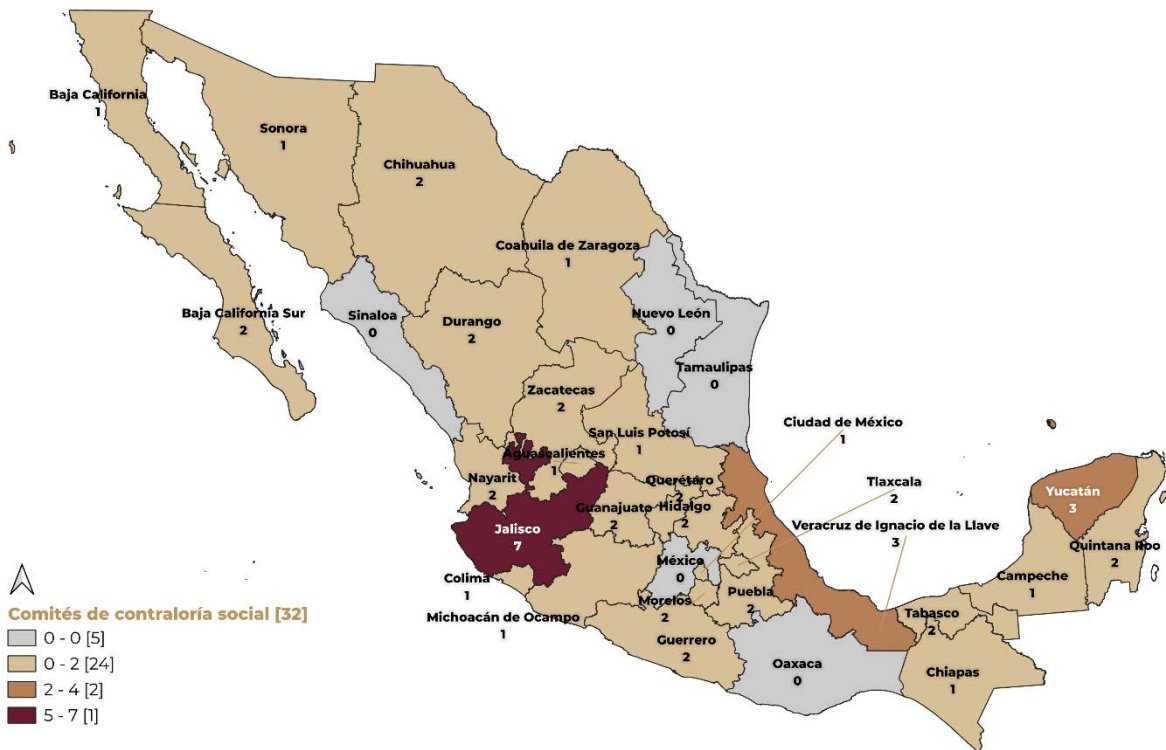 Baja California
1
Sonora
1
Chihuahua
2
Coahuila de Zaragoza
1
Baja California Sur
2
Sinaloa
0
Durango
2
Nuevo León
0
Tamaulipas
0
Zacatecas
2
San Luis Potosí
1
Ciudad de México
1
Aguascalientes
1
Nayarit
2
Querétaro
2
Tlaxcala
2
Yucatán
3
Guanajuato
2
Hidalgo
2
Veracruz de Ignacio de la Llave
3
Jalisco
7
México
0
Quintana Roo
2
Colima
1
Campeche
1
Morelos
2
Puebla
2
Michoacán de Ocampo
1
Tabasco
2
Guerrero
2
Oaxaca
0
Chiapas
1
Comités de contraloría social [32]
0 - 0 [5]
0 - 2 [24]
2 - 4 [2]
5 - 7 [1]